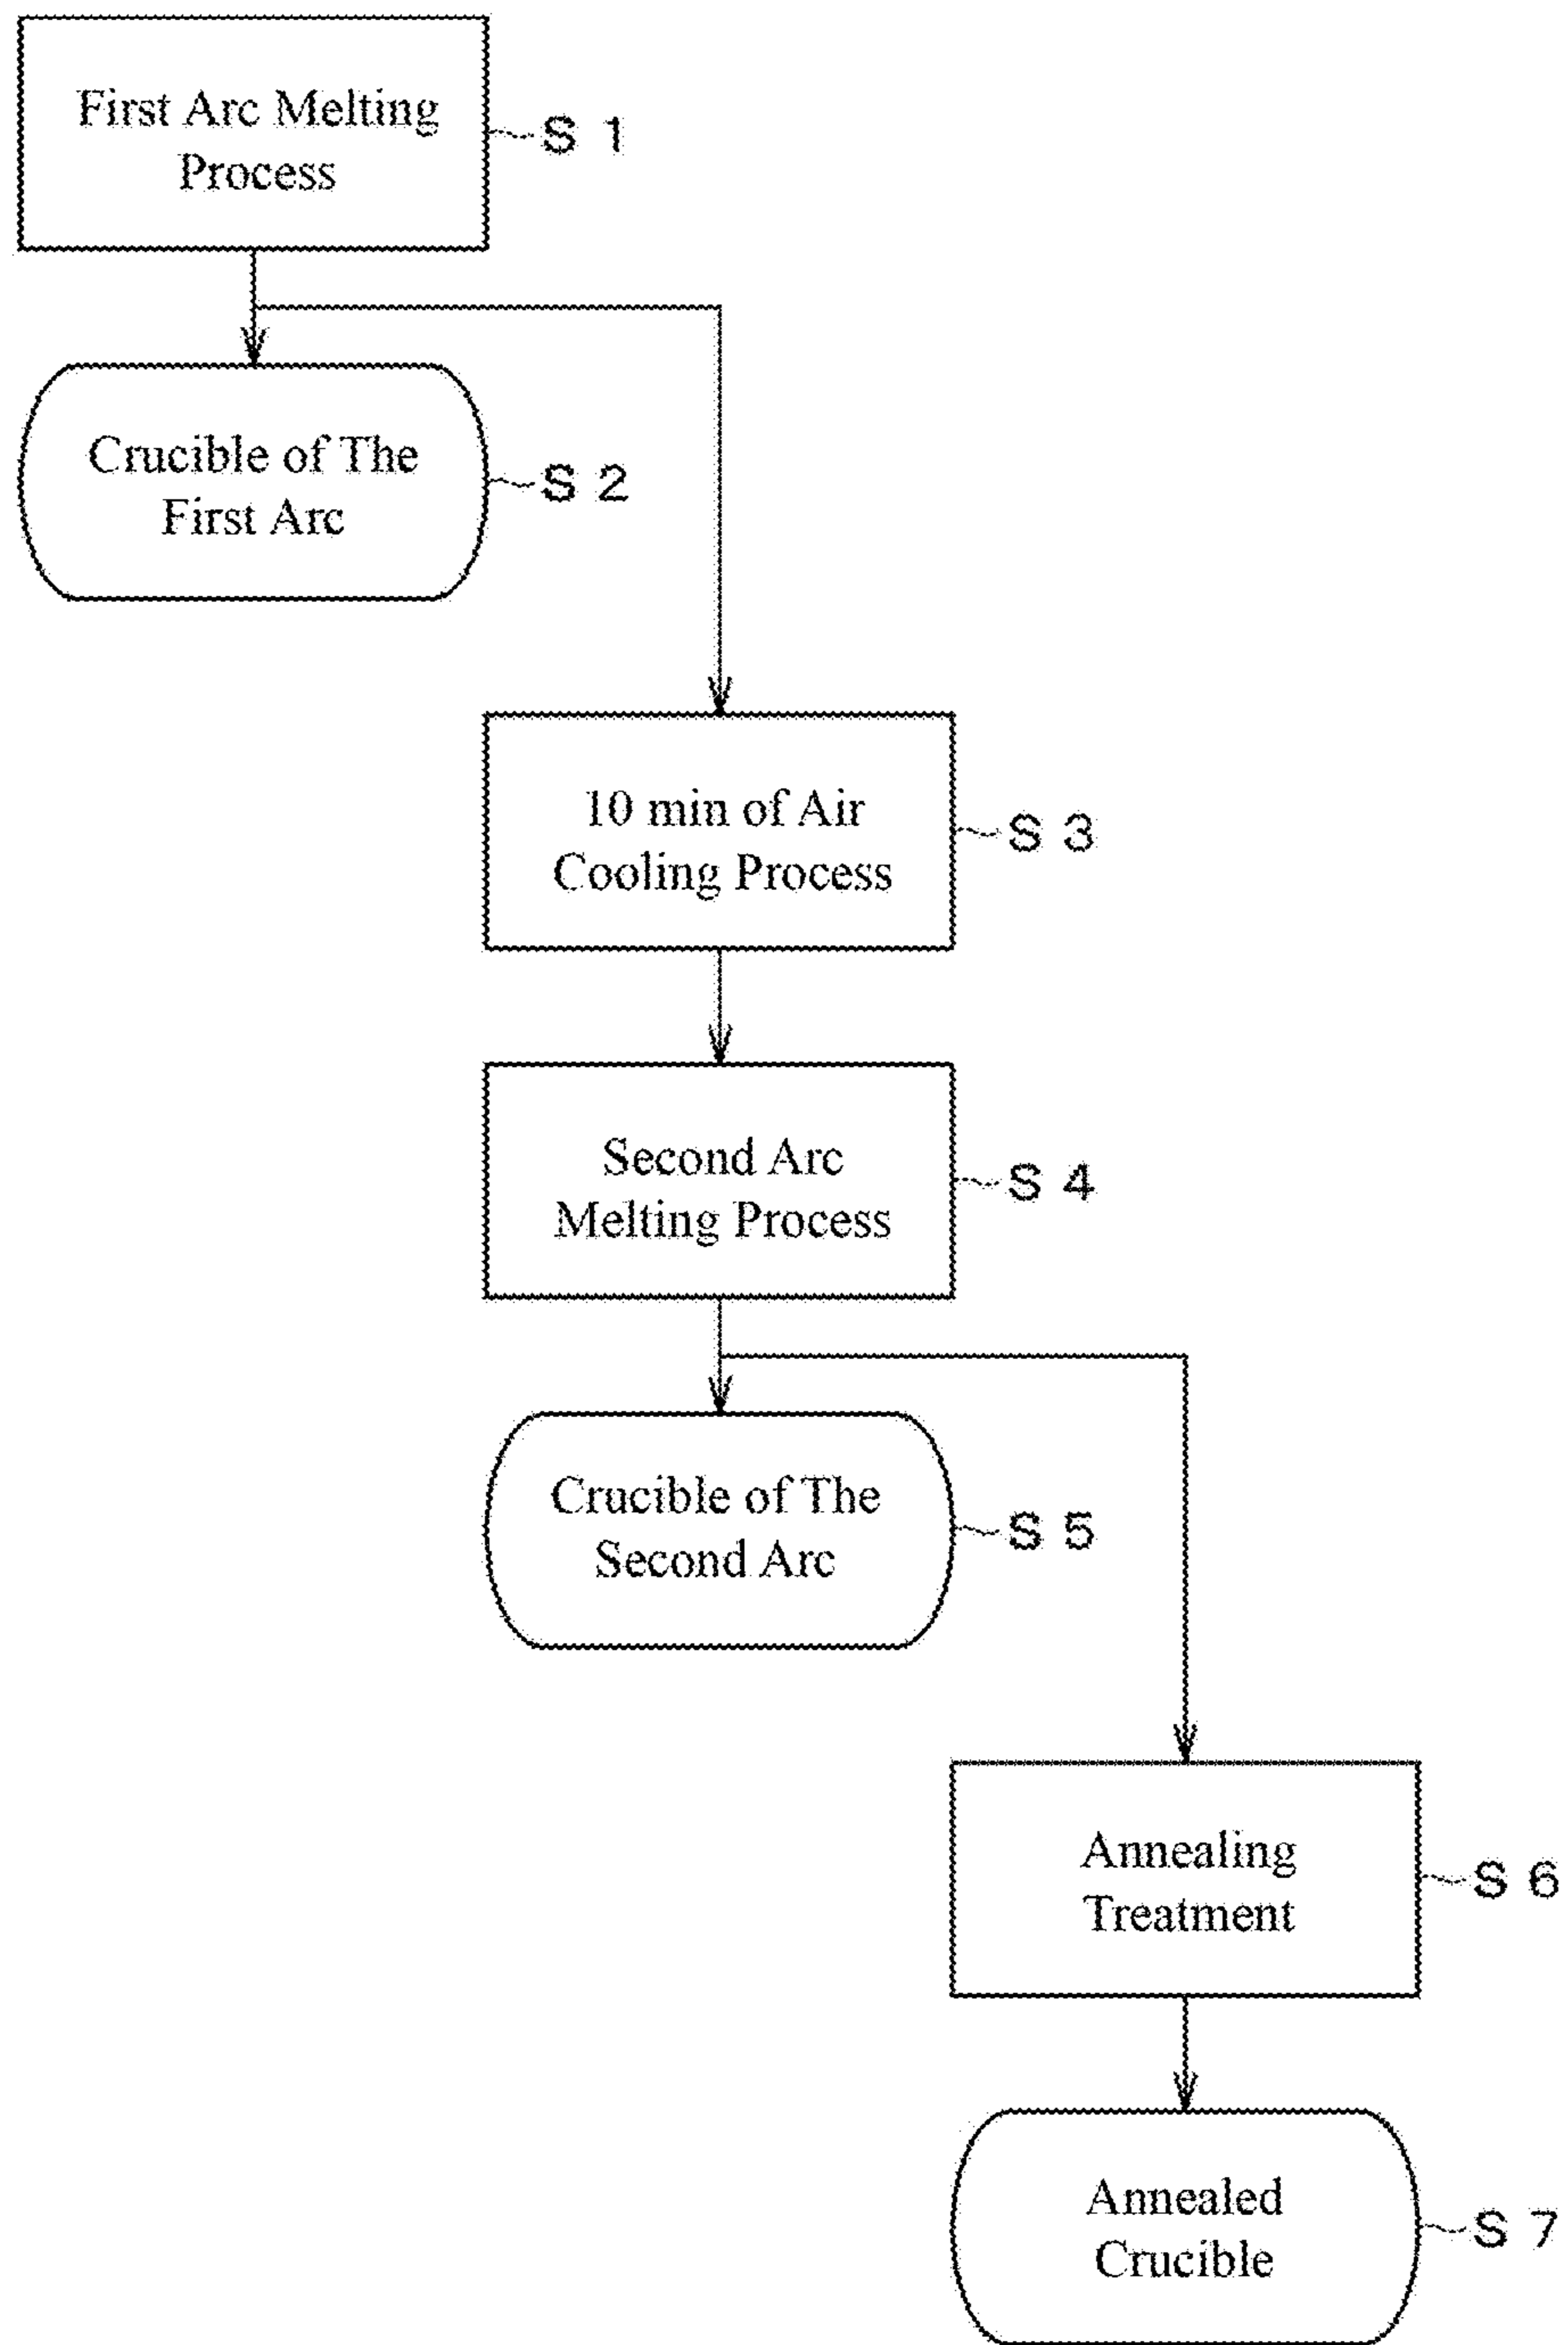 First Arc Melting
Process
S 1
Crucible of The
First Arc
S 2
10 min of Air
Cooling Process
S 3
Second Arc
Melting Process
S 4
Crucible of The
Second Arc
S 5
Annealing
Treatment
S 6
Annealed
Crucible
S 7